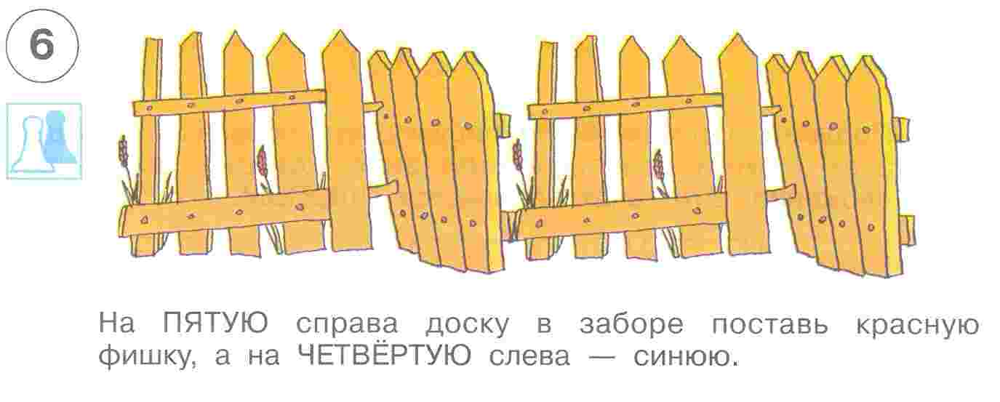 6
На ПЯТУЮ справа доску в заборе поставь красную
фишку, а на ЧЕТВЁРТУЮ слева — синюю.